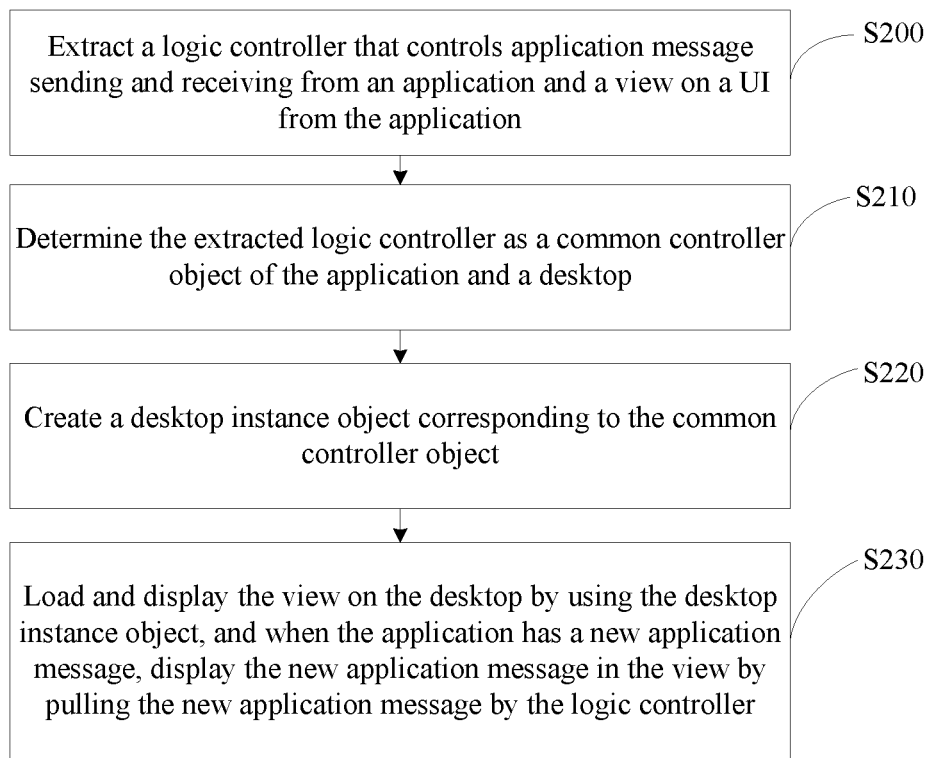 Extract a logic controller that controls application message
sending and receiving from an application and a view on a UI
from the application
S200
Determine the extracted logic controller as a common controller
object of the application and a desktop
S210
Create a desktop instance object corresponding to the common
controller object
S220
Load and display the view on the desktop by using the desktop
instance object, and when the application has a new application
message, display the new application message in the view by
pulling the new application message by the logic controller
S230